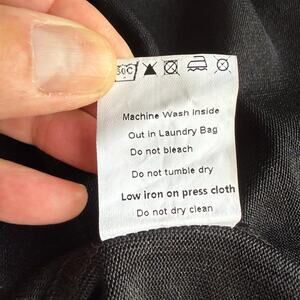 30C
Machine Wash Inside
Out in Laundry Bag
Do not bleach
Do not tumble dry
Low iron on press cloth
Do not dry clean